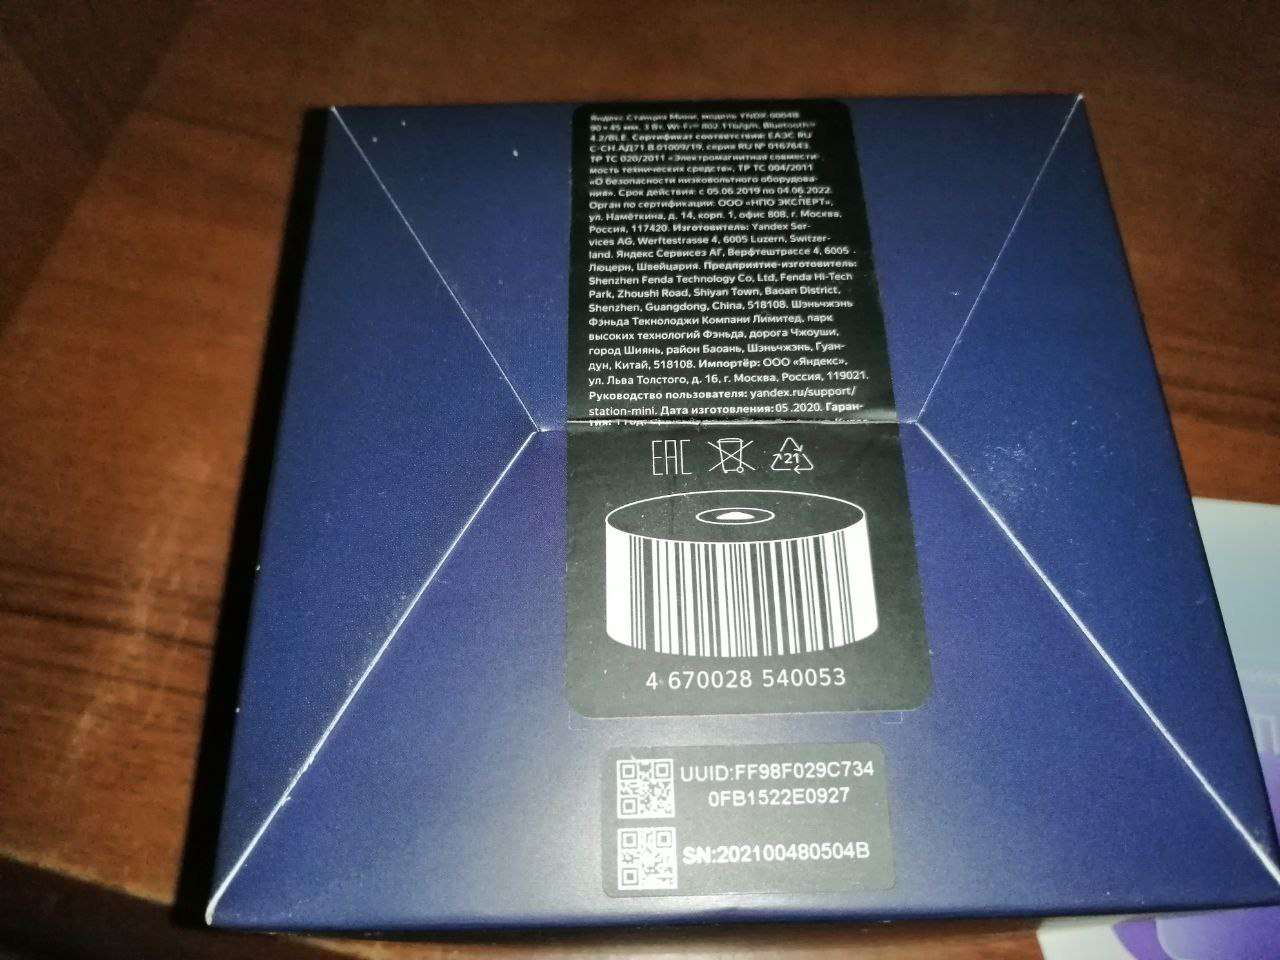 Яндекс Станция Мини, модель YNDX-0004B
90×45 мм, 3 Вт, Wi-Fi™ 802.11b/g/n, Bluetooth®
4.2/BLE. Сертификат соответствия: ЕАЭС RU
С-CH.АД71.В.01009/19, серия RU № 0167643.
ТР ТС 020/2011 «Электромагнитная совмести-
мость технических средств», ТР ТС 004/2011
«О безопасности низковольтного оборудова-
ния». Срок действия: с 05.06.2019 по 04.06.2022.
Орган по сертификации: ООО «НПО ЭКСПЕРТ»,
ул. Намёткина, д. 14, корп. 1, офис 808, г. Москва,
Россия, 117420. Изготовитель: Yandex Ser-
vices AG, Werftestrasse 4, 6005 Luzern, Switzer-
land. Яндекс Сервисез АГ, Верфтештрассе 4, 6005
Люцерн, Швейцария. Предприятие-изготовитель:
Shenzhen Fenda Technology Co, Ltd, Fenda Hi-Tech
Park, Zhoushi Road, Shiyan Town, Baoan District,
Shenzhen, Guangdong, China, 518108. Шэньчжэнь
Фэньда Текнолоджи Компани Лимитед, парк
высоких технологий Фэньда, дорога Чжоуши,
город Шиянь, район Баоань, Шэньчжэнь, Гуан-
дун, Китай, 518108. Импортёр: ООО «Яндекс»,
ул. Льва Толстого, д. 16, г. Москва, Россия, 119021.
Руководство пользователя: yandex.ru/support/
station-mini. Дата изготовления: 05.2020. Гаран-
тия: 1 год.
EAC
21
4 670028 540053
UUID:FF98F029C734
0FB1522E0927
SN:202100480504B